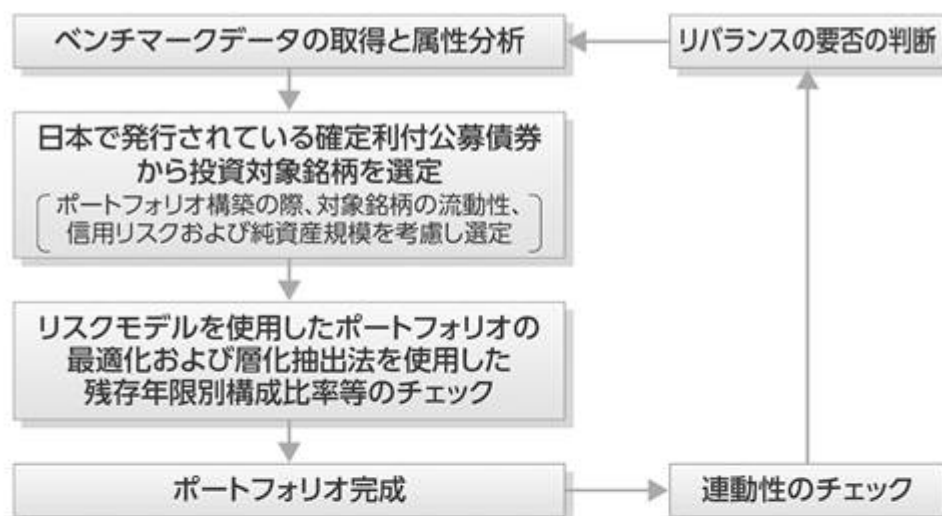 ベンチマークデータの取得と属性分析
リバランスの要否の判断
日本で発行されている確定利付公募債券
から投資対象銘柄を選定
ポートフォリオ構築の際、対象銘柄の流動性、
信用リスクおよび純資産規模を考慮し選定
リスクモデルを使用したポートフォリオの
最適化および層化抽出法を使用した
残存年限別構成比率等のチェック
ポートフォリオ完成
連動性のチェック